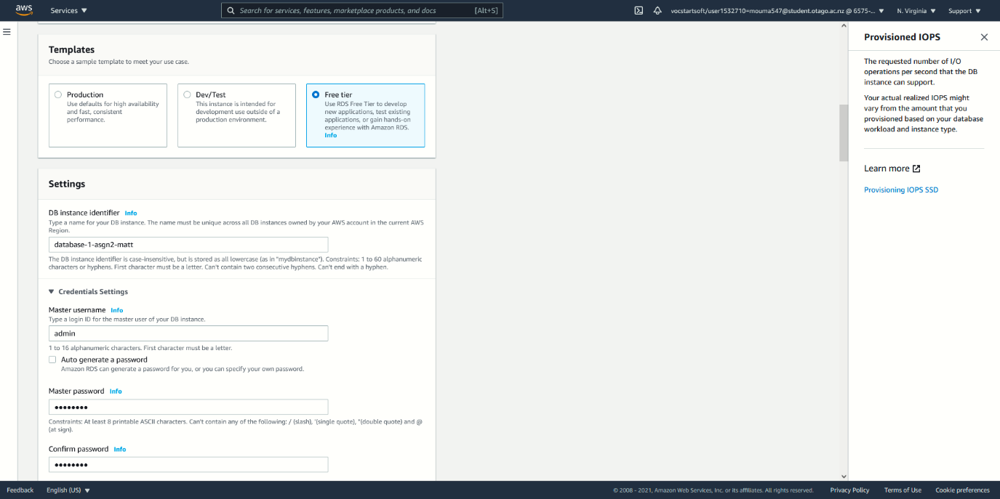 aws
Services ▼
Search for services, features, marketplace products, and docs
[Alt+S]
vocstartsoft/user1532710=mouma547@student.otago.ac.nz @ 6575-... ▼
N. Virginia ▼
Support ▼
Templates
Choose a sample template to meet your use case.
Production
Use defaults for high availability
and fast, consistent
performance.
Dev/Test
This instance is intended for
development use outside of a
production environment.
Free tier
Use RDS Free Tier to develop
new applications, test existing
applications, or gain hands-on
experience with Amazon RDS.
Info
Settings
DB instance identifier Info
Type a name for your DB instance. The name must be unique across all DB instances owned by your AWS account in the current AWS
Region.
database-1-asgn2-matt
The DB instance identifier is case-insensitive, but is stored as all lowercase (as in "mydbinstance"). Constraints: 1 to 60 alphanumeric
characters or hyphens. First character must be a letter. Can't contain two consecutive hyphens. Can't end with a hyphen.
▼ Credentials Settings
Master username Info
Type a login ID for the master user of your DB instance.
admin
1 to 16 alphanumeric characters. First character must be a letter.
Auto generate a password
Amazon RDS can generate a password for you, or you can specify your own password.
Master password Info
••••••••
Constraints: At least 8 printable ASCII characters. Can't contain any of the following: / (slash), '(single quote), "(double quote) and @
(at sign).
Confirm password Info
••••••••
Provisioned IOPS
The requested number of I/O
operations per second that the DB
instance can support.
Your actual realized IOPS might
vary from the amount that you
provisioned based on your database
workload and instance type.
Learn more
Provisioning IOPS SSD
Feedback
English (US) ▼
© 2008 - 2021, Amazon Web Services, Inc. or its affiliates. All rights reserved.
Privacy Policy
Terms of Use
Cookie preferences